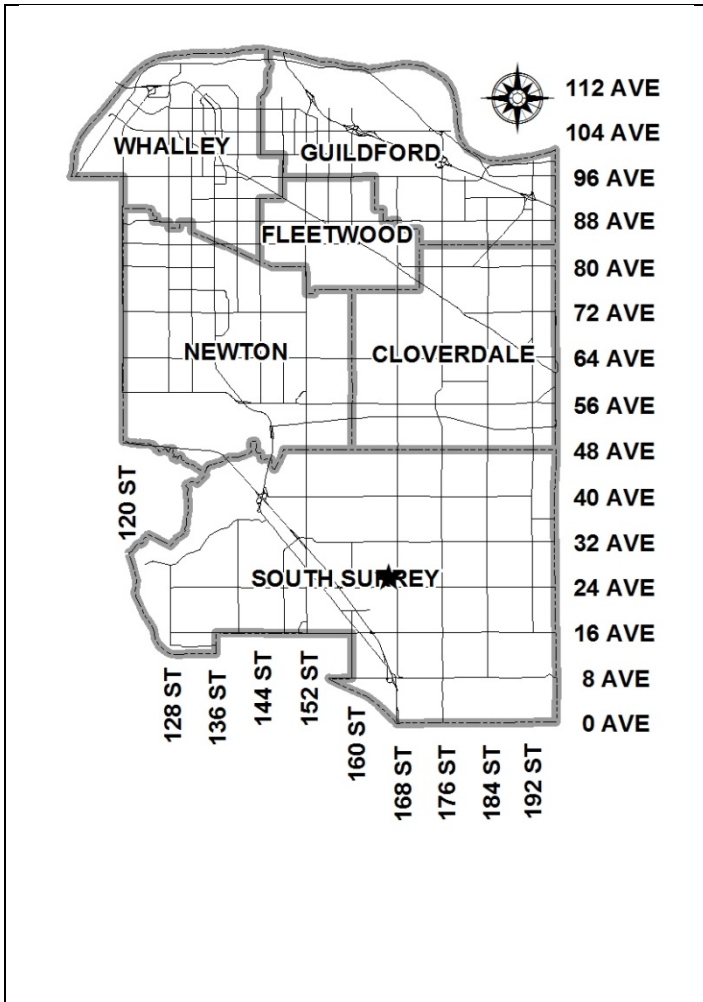 112 AVE
104 AVE
WHALLEY
GUILDFORD
96 AVE
88 AVE
FLEETWOOD
80 AVE
72 AVE
NEWTON
CLOVERDALE
64 AVE
56 AVE
48 AVE
120 ST
40 AVE
32 AVE
SOUTH SURREY
24 AVE
16 AVE
128 ST
136 ST
144 ST
152 ST
160 ST
8 AVE
0 AVE
168 ST
176 ST
184 ST
192 ST